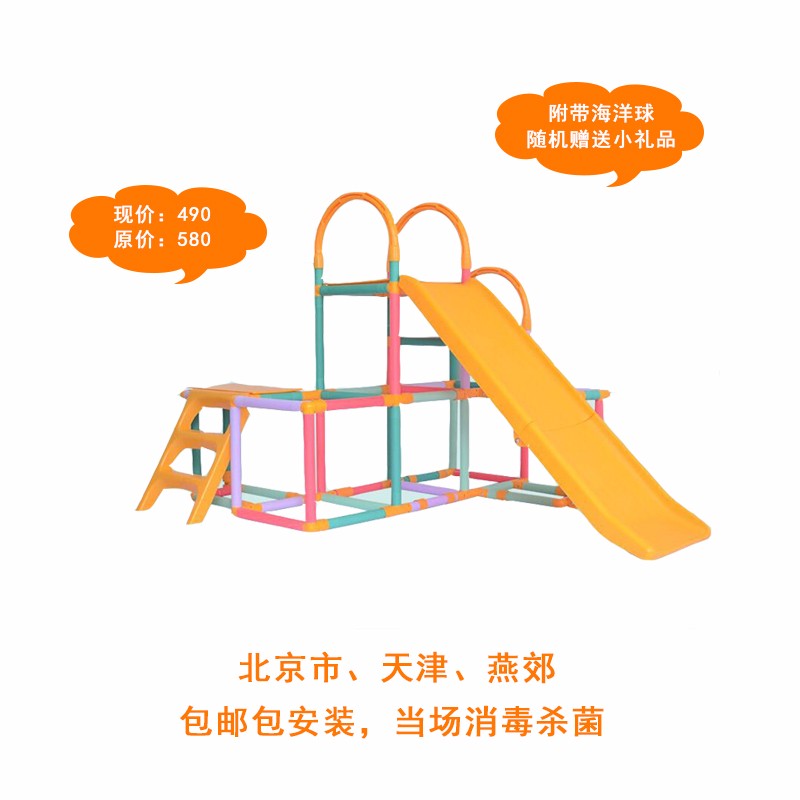 附带海洋球
随机赠送小礼品
现价：490
原价：580
北京市、天津、燕郊
包邮包安装，当场消毒杀菌